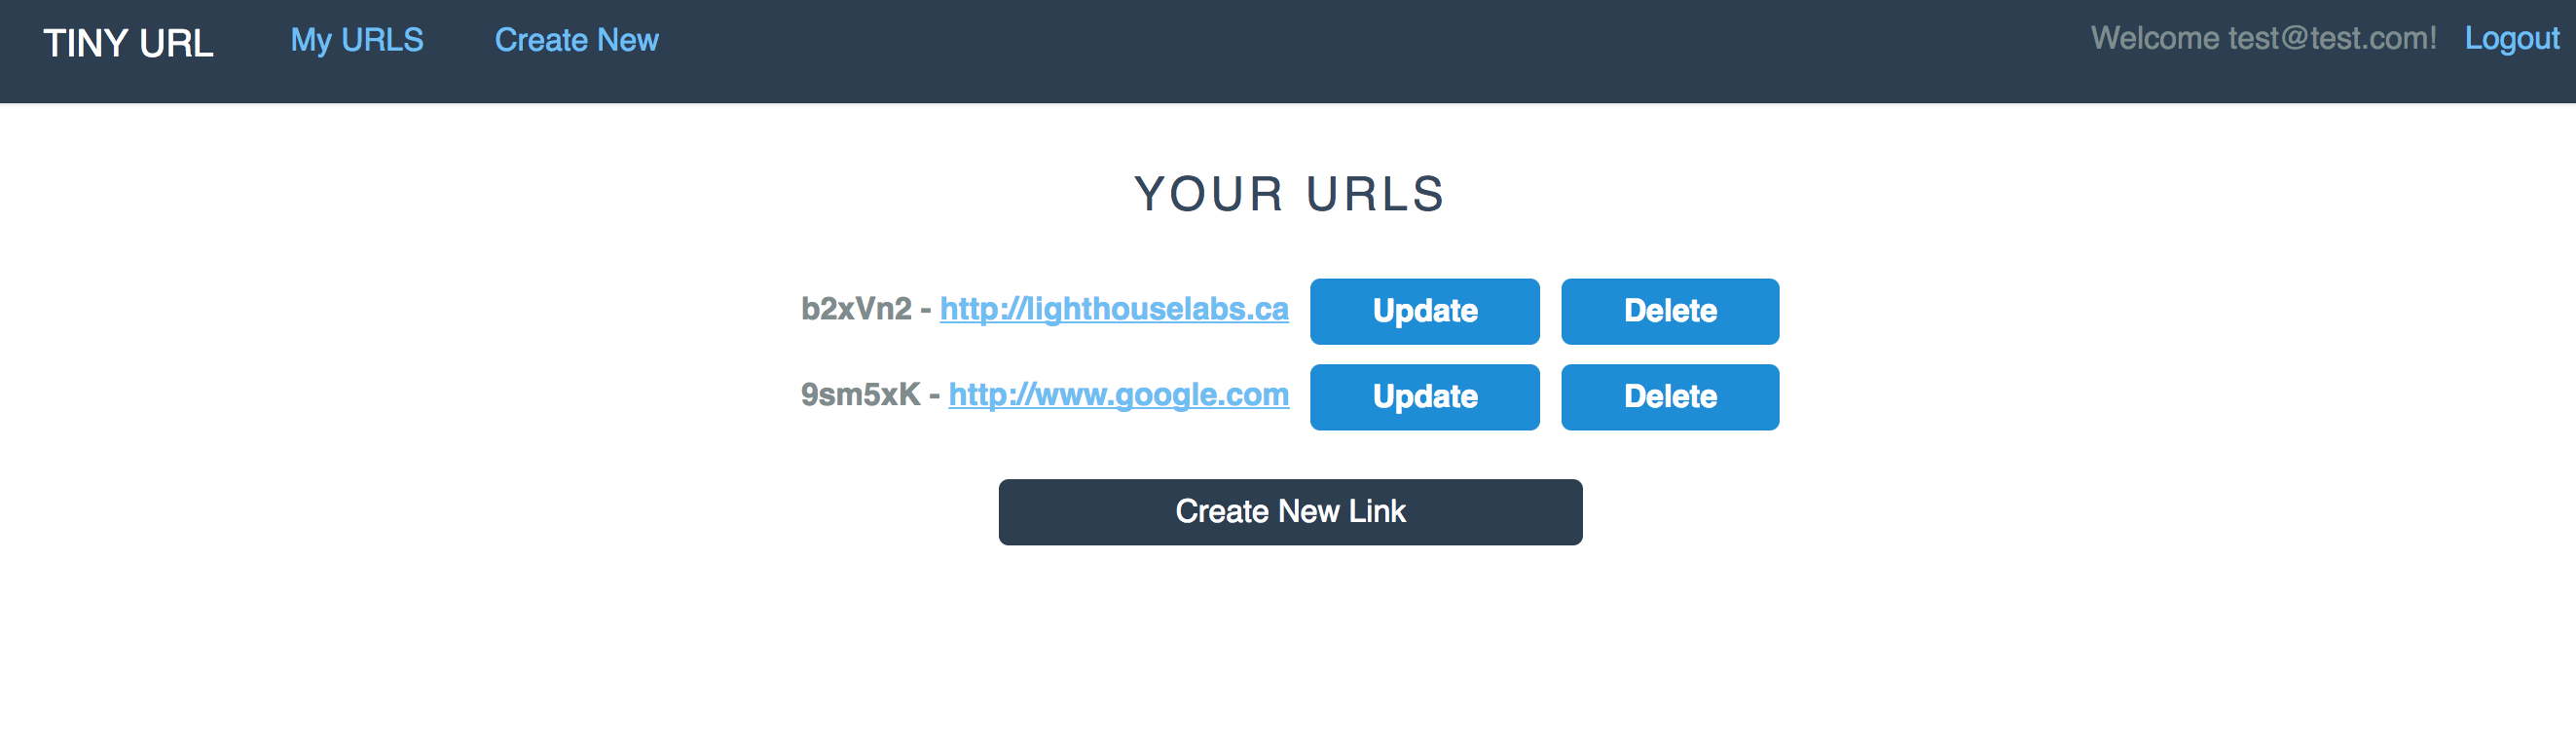 TINY URL My URLS Create New Welcome test@test.com! Logout
YOUR URLS
b2xVn2 - http://lighthouselabs.ca Update Delete
9sm5xK - http://www.google.com Update Delete
Create New Link